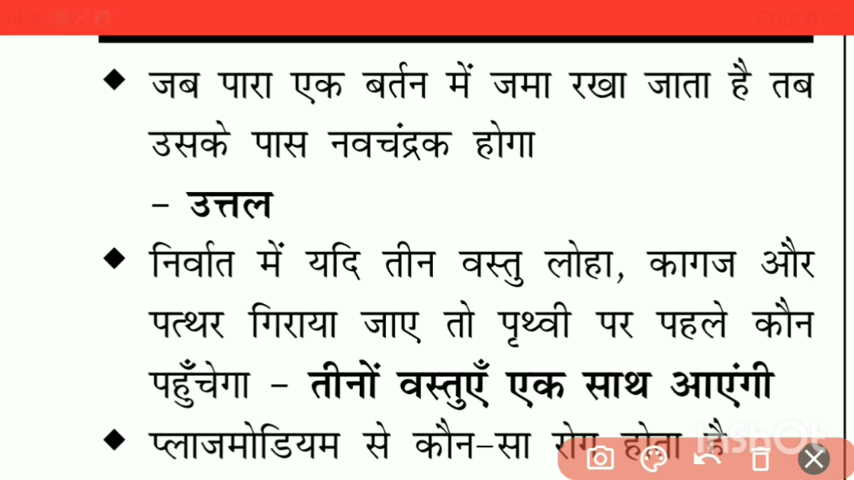 जब पारा एक बर्तन में जमा रखा जाता है तब
उसके पास नवचंद्रक होगा
– उत्तल
निर्वात में यदि तीन वस्तु लोहा, कागज और
पत्थर गिराया जाए तो पृथ्वी पर पहले कौन
पहुँचेगा – तीनों वस्तुएँ एक साथ आएंगी
प्लाजमोडियम से कौन-सा रोग होता है